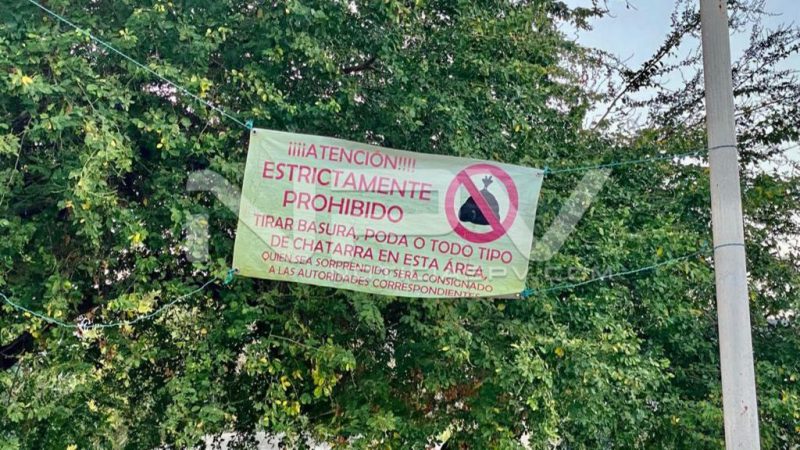 ¡¡¡¡ATENCIÓN!!!!
ESTRICTAMENTE
PROHIBIDO
TIRAR BASURA, PODA O TODO TIPO
DE CHATARRA EN ESTA ÁREA,
QUIEN SEA SORPRENDIDO SERÁ CONSIGNADO
A LAS AUTORIDADES CORRESPONDIENTES